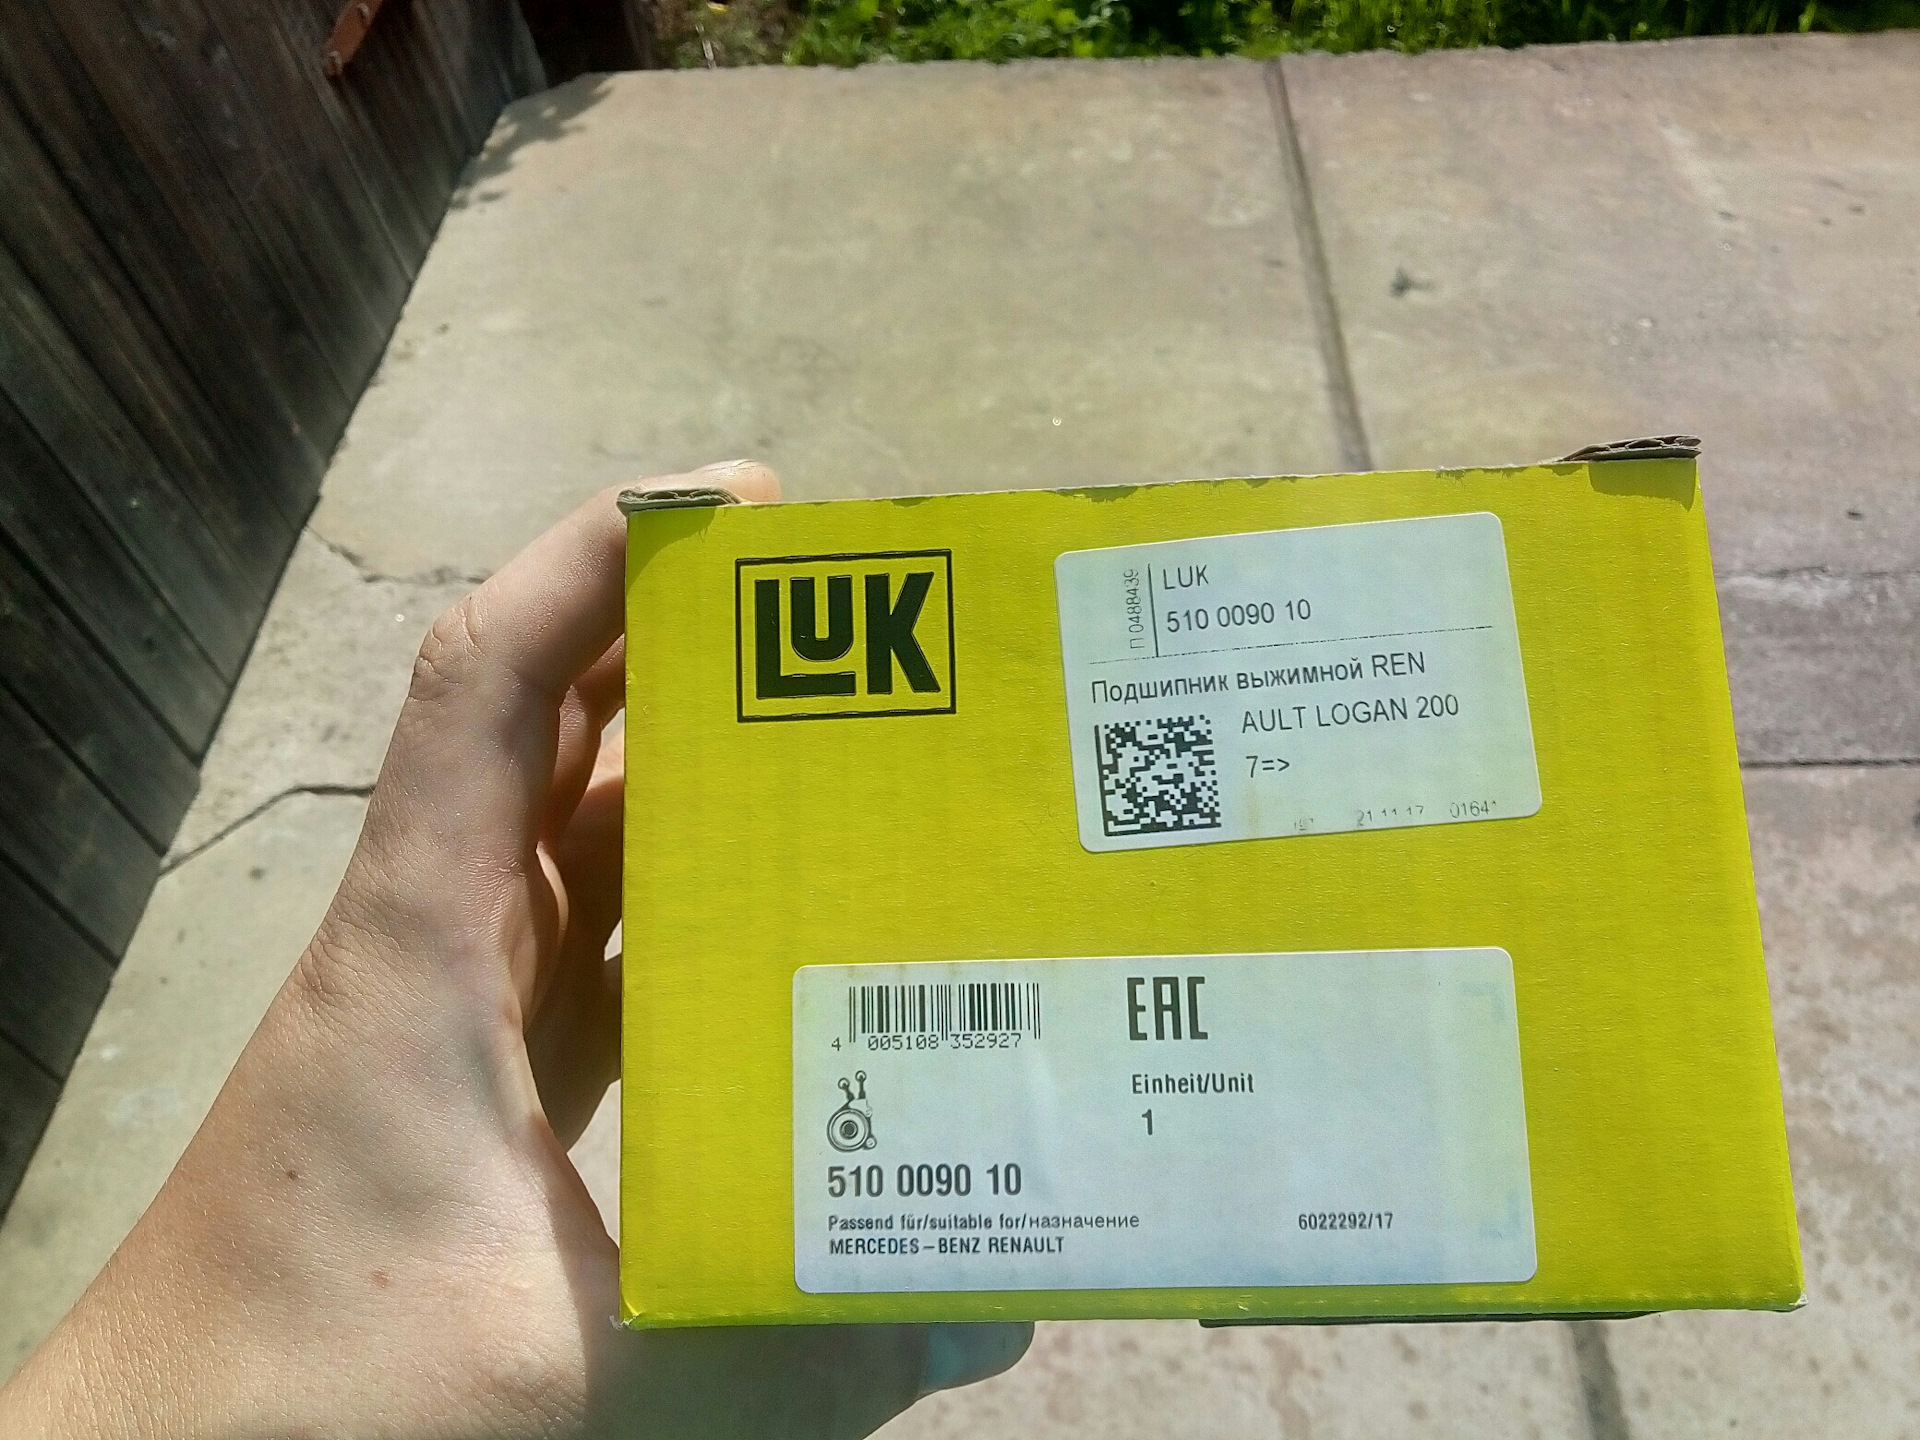 LUK
П 0488439
LUK
510 0090 10
Подшипник выжимной REN
AULT LOGAN 200
7=>
21 11 17
4 005108 352927
EAC
Einheit/Unit
1
510 0090 10
Passend für/suitable for/назначение
MERCEDES-BENZ RENAULT
6022292/17